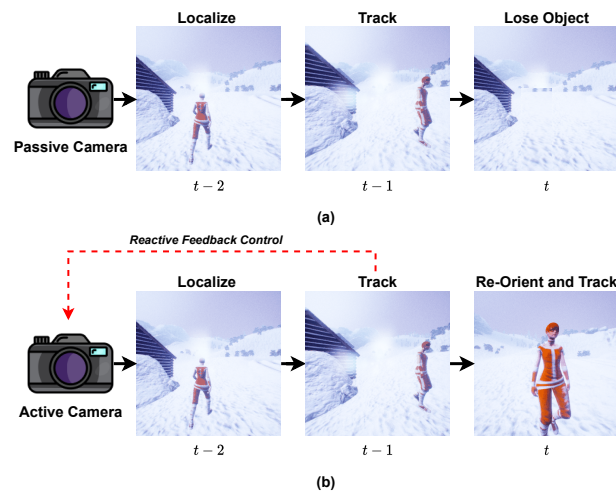 Localize
Track
Lose Object
Passive Camera
t − 2
t − 1
t
(a)
Reactive Feedback Control
Localize
Track
Re-Orient and Track
Active Camera
t − 2
t − 1
t
(b)